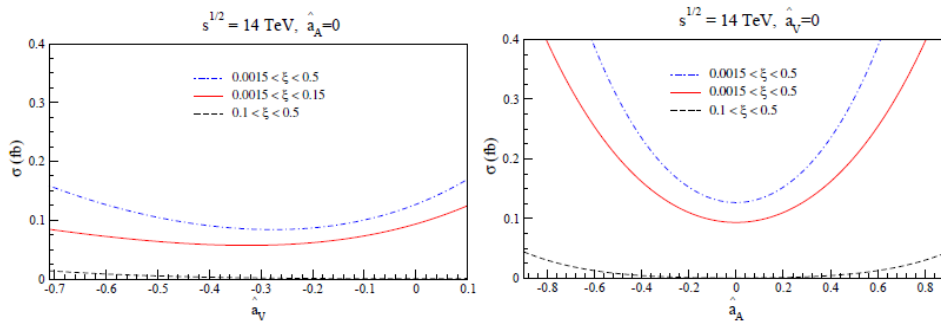 s^{1/2} = 14 TeV, â_A=0
0.4
0.3
0.2
0.1
0
σ (fb)
0.0015 < ξ < 0.5
0.0015 < ξ < 0.15
0.1 < ξ < 0.5
-0.7 -0.6 -0.5 -0.4 -0.3 -0.2 -0.1 0 0.1
â_V
s^{1/2} = 14 TeV, â_V=0
0.4
0.3
0.2
0.1
0
σ (fb)
0.0015 < ξ < 0.5
0.0015 < ξ < 0.5
0.1 < ξ < 0.5
-0.8 -0.6 -0.4 -0.2 0 0.2 0.4 0.6 0.8
â_A